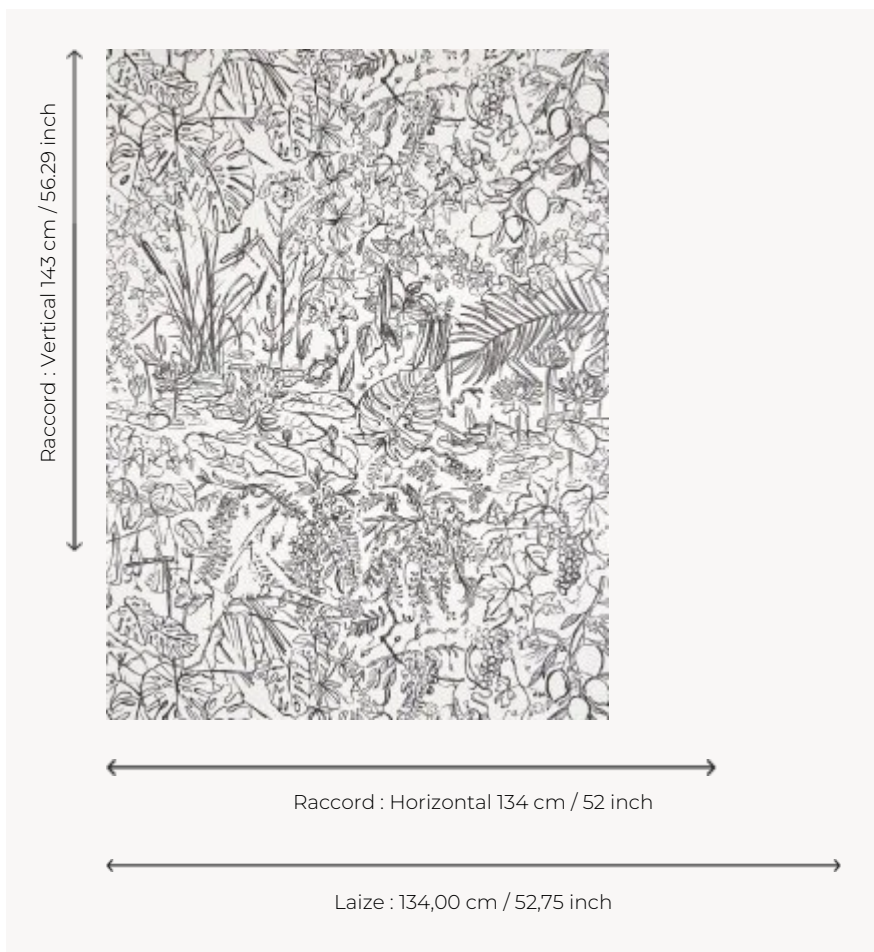 Raccord : Vertical 143 cm / 56.29 inch
Raccord : Horizontal 134 cm / 52 inch
Laize : 134,00 cm / 52,75 inch